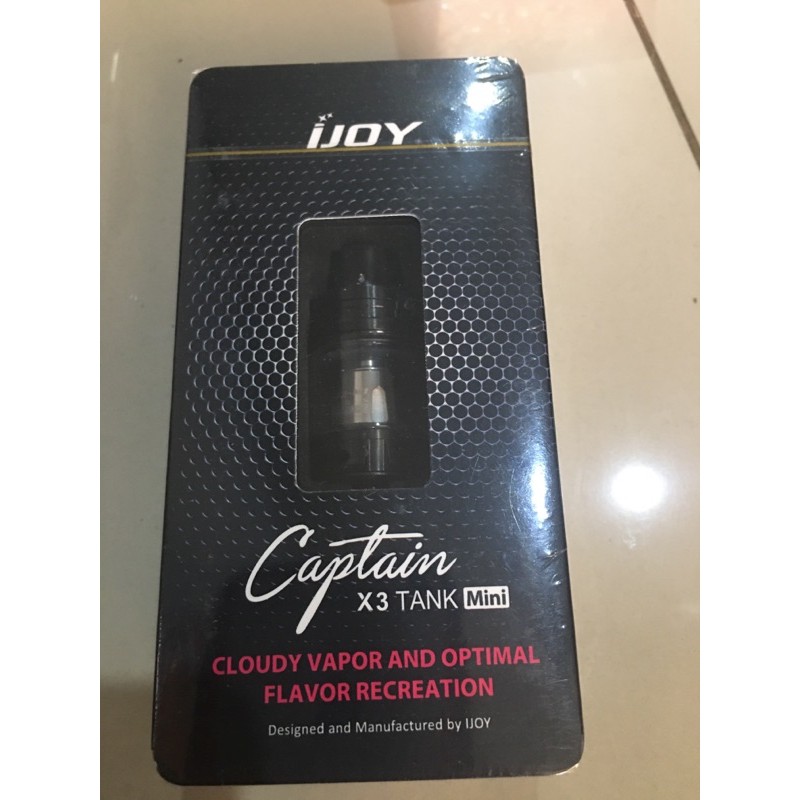 iJOY
Captain
X3 TANK Mini
CLOUDY VAPOR AND OPTIMAL
FLAVOR RECREATION
Designed and Manufactured by IJOY